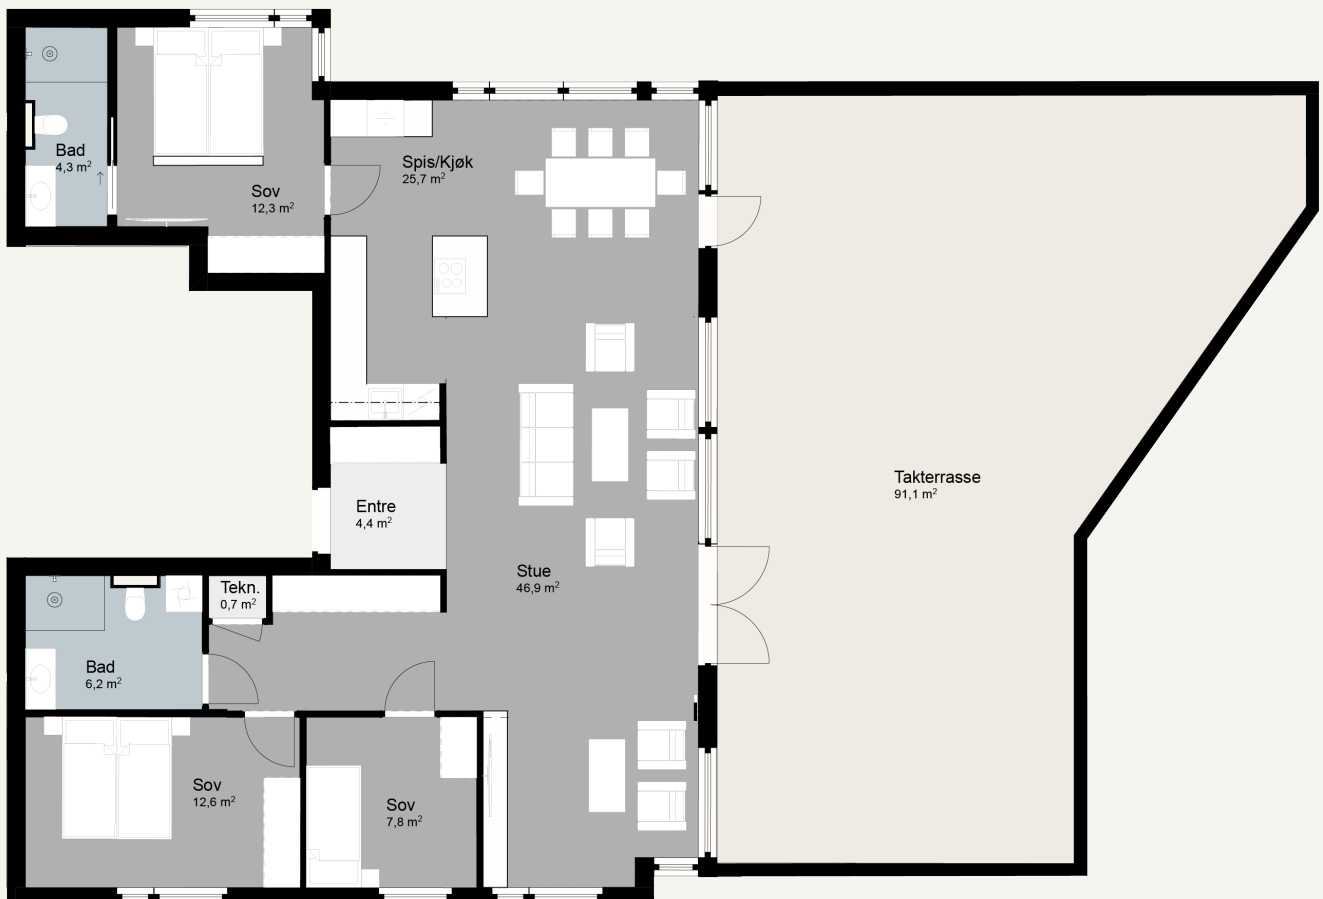 Bad
4,3 m²
Sov
12,3 m²
Spis/Kjøk
25,7 m²
Takterrasse
91,1 m²
Entre
4,4 m²
Stue
46,9 m²
Tekn.
0,7 m²
Bad
6,2 m²
Sov
12,6 m²
Sov
7,8 m²